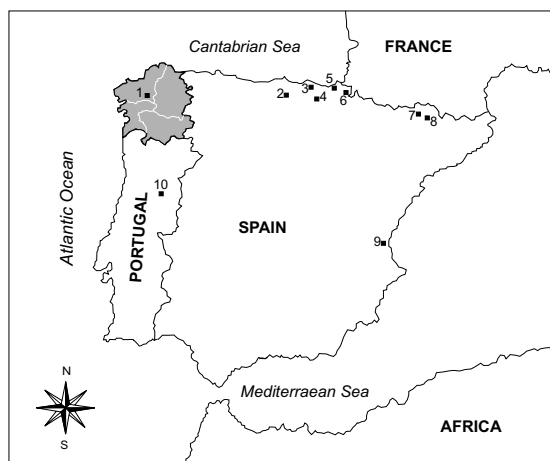 Cantabrian Sea
FRANCE
1
2
3
4
5
6
7
8
Atlantic Ocean
10
PORTUGAL
SPAIN
9
N
S
Mediterraean Sea
AFRICA